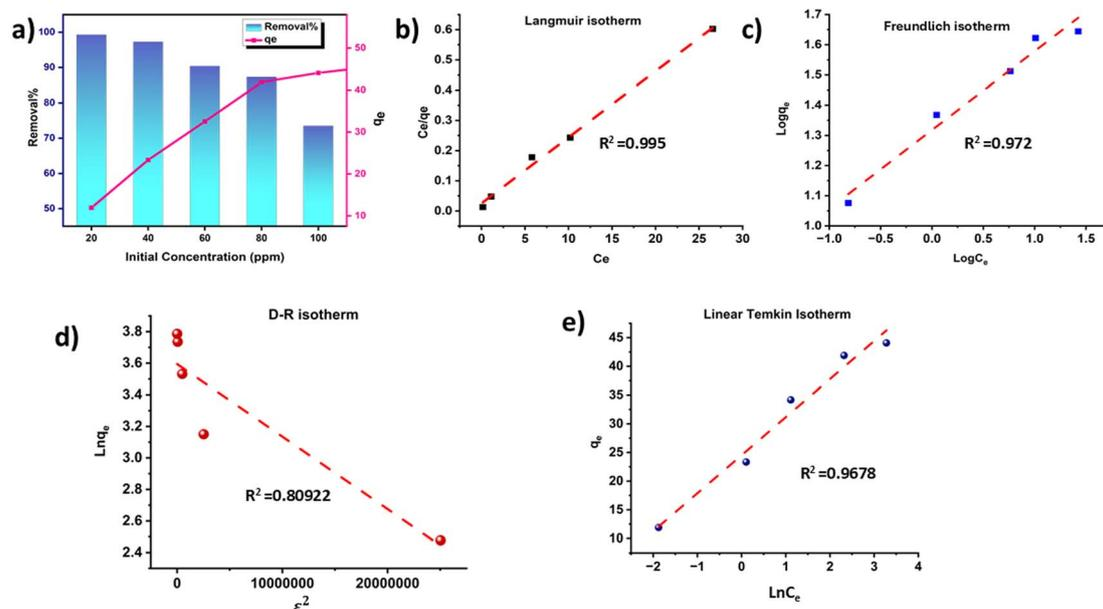 a)
Removal%
qe
100
90
80
70
60
50
Removal%
50
40
30
20
10
qe
20 40 60 80 100
Initial Concentration (ppm)
b)
Langmuir isotherm
0.6
0.4
0.2
0.0
Ce/qe
R² =0.995
0 5 10 15 20 25 30
Ce
c)
Freundlich isotherm
1.7
1.6
1.5
1.4
1.3
1.2
1.1
1.0
Logqₑ
R² =0.972
−1.0 −0.5 0.0 0.5 1.0 1.5
LogCₑ
d)
D-R isotherm
3.8
3.6
3.4
3.2
3.0
2.8
2.6
2.4
Lnqₑ
R² =0.80922
0 10000000 20000000
ε²
e)
Linear Temkin Isotherm
45
40
35
30
25
20
15
10
qₑ
R² =0.9678
−2 −1 0 1 2 3 4
LnCₑ